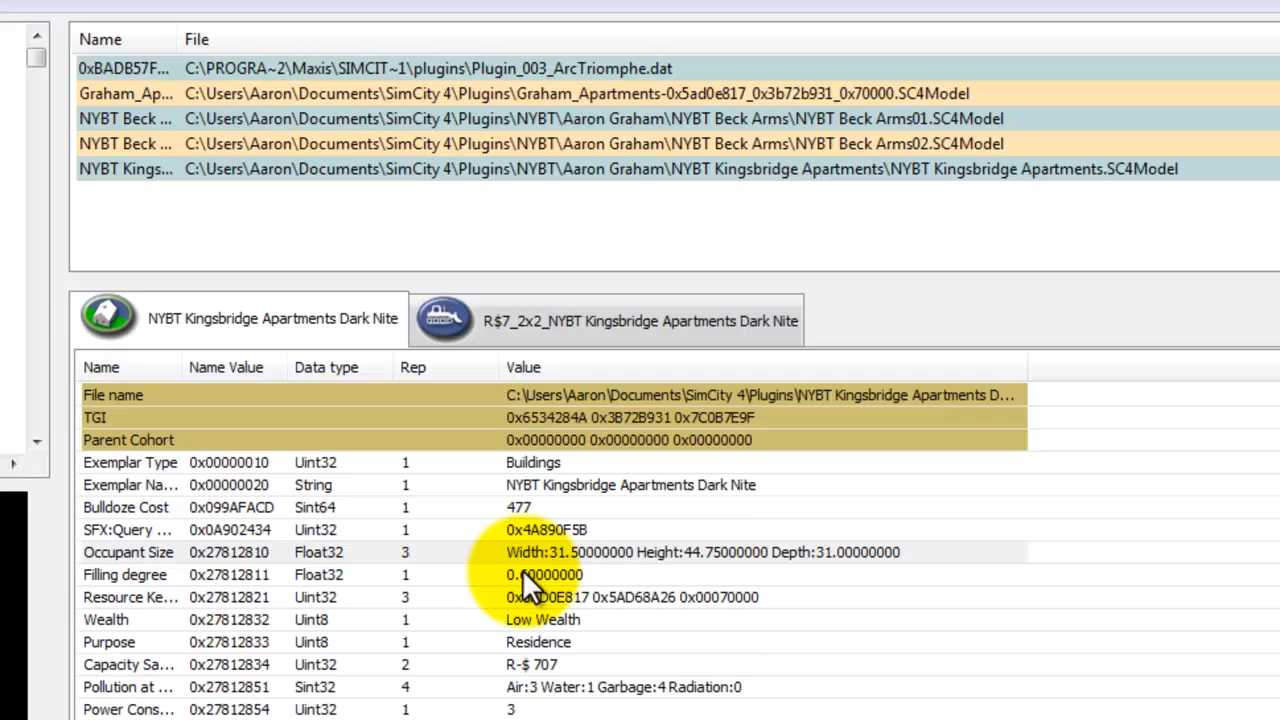 Name File
0xBADB57F... C:\PROGRA~2\Maxis\SIMCIT~1\plugins\Plugin_003_ArcTriomphe.dat
Graham_Ap... C:\Users\Aaron\Documents\SimCity 4\Plugins\Graham_Apartments-0x5ad0e817_0x3b72b931_0x70000.SC4Model
NYBT Beck ... C:\Users\Aaron\Documents\SimCity 4\Plugins\NYBT\Aaron Graham\NYBT Beck Arms\NYBT Beck Arms01.SC4Model
NYBT Beck ... C:\Users\Aaron\Documents\SimCity 4\Plugins\NYBT\Aaron Graham\NYBT Beck Arms\NYBT Beck Arms02.SC4Model
NYBT Kings... C:\Users\Aaron\Documents\SimCity 4\Plugins\NYBT\Aaron Graham\NYBT Kingsbridge Apartments\NYBT Kingsbridge Apartments.SC4Model
NYBT Kingsbridge Apartments Dark Nite R$7_2x2_NYBT Kingsbridge Apartments Dark Nite
Name Name Value Data type Rep Value
File name C:\Users\Aaron\Documents\SimCity 4\Plugins\NYBT Kingsbridge Apartments D...
TGI 0x6534284A 0x3B72B931 0x7C0B7E9F
Parent Cohort 0x00000000 0x00000000 0x00000000
Exemplar Type 0x00000010 Uint32 1 Buildings
Exemplar Na... 0x00000020 String 1 NYBT Kingsbridge Apartments Dark Nite
Bulldoze Cost 0x099AFACD Sint64 1 477
SFX:Query ... 0x0A902434 Uint32 1 0x4A890F5B
Occupant Size 0x27812810 Float32 3 Width:31.50000000 Height:44.75000000 Depth:31.00000000
Filling degree 0x27812811 Float32 1
Resource Ke... 0x27812821 Uint32 3 0x5AD68A26 0x00070000
Wealth 0x27812832 Uint8 1 Low Wealth
Purpose 0x27812833 Uint8 1 Residence
Capacity Sa... 0x27812834 Uint32 2 R-$ 707
Pollution at ... 0x27812851 Sint32 4 Air:3 Water:1 Garbage:4 Radiation:0
Power Cons... 0x27812854 Uint32 1 3